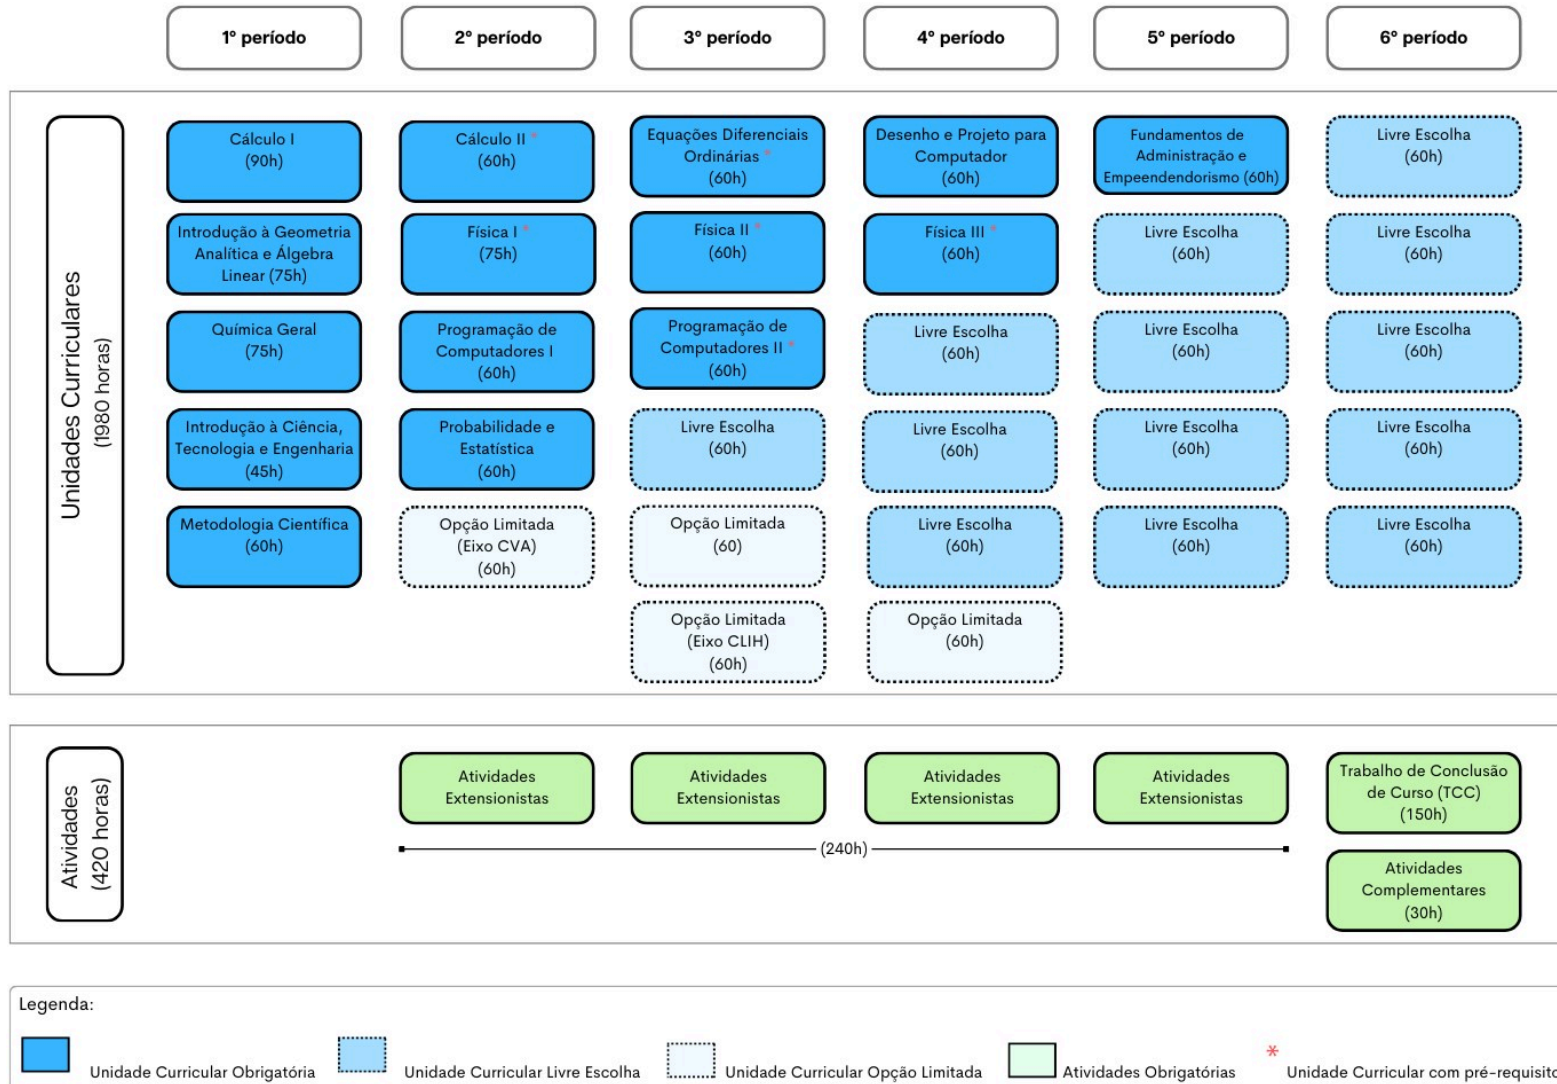 1º período
2º período
3º período
4º período
5º período
6º período
Unidades Curriculares
(1980 horas)
Cálculo I
(90h)
Introdução à Geometria
Analítica e Álgebra
Linear (75h)
Química Geral
(75h)
Introdução à Ciência,
Tecnologia e Engenharia
(45h)
Metodologia Científica
(60h)
Cálculo II *
(60h)
Física I *
(75h)
Programação de
Computadores I
(60h)
Probabilidade e
Estatística
(60h)
Opção Limitada
(Eixo CVA)
(60h)
Equações Diferenciais
Ordinárias *
(60h)
Física II *
(60h)
Programação de
Computadores II *
(60h)
Livre Escolha
(60h)
Opção Limitada
(60)
Opção Limitada
(Eixo CLIH)
(60h)
Desenho e Projeto para
Computador
(60h)
Física III *
(60h)
Livre Escolha
(60h)
Livre Escolha
(60h)
Livre Escolha
(60h)
Opção Limitada
(60h)
Fundamentos de
Administração e
Empeendendorismo (60h)
Livre Escolha
(60h)
Livre Escolha
(60h)
Livre Escolha
(60h)
Livre Escolha
(60h)
Livre Escolha
(60h)
Livre Escolha
(60h)
Livre Escolha
(60h)
Livre Escolha
(60h)
Livre Escolha
(60h)
Atividades
(420 horas)
Atividades
Extensionistas
Atividades
Extensionistas
Atividades
Extensionistas
Atividades
Extensionistas
(240h)
Trabalho de Conclusão
de Curso (TCC)
(150h)
Atividades
Complementares
(30h)
Legenda:
Unidade Curricular Obrigatória
Unidade Curricular Livre Escolha
Unidade Curricular Opção Limitada
Atividades Obrigatórias
* Unidade Curricular com pré-requisito